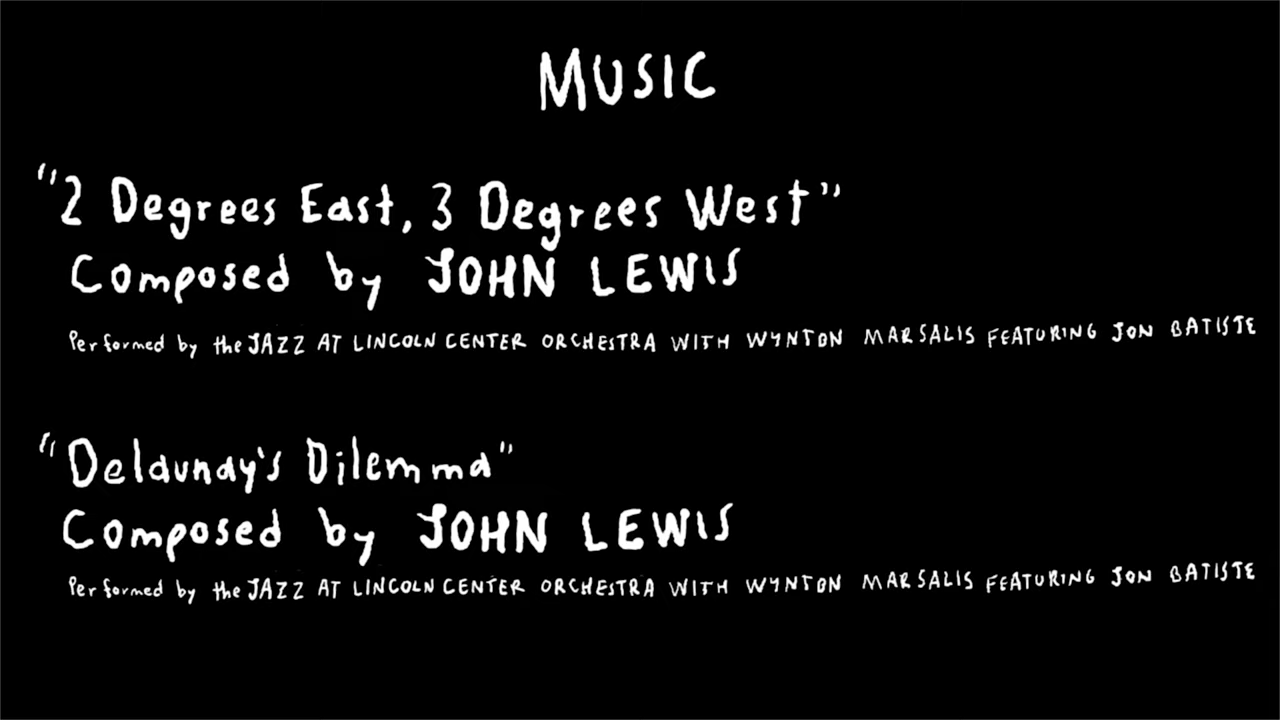 MUSIC
"2 Degrees East, 3 Degrees West"
Composed by JOHN LEWIS
Performed by the JAZZ AT LINCOLN CENTER ORCHESTRA WITH WYNTON MARSALIS FEATURING JON BATISTE
"Delaunay's Dilemma"
Composed by JOHN LEWIS
Performed by the JAZZ AT LINCOLN CENTER ORCHESTRA WITH WYNTON MARSALIS FEATURING JON BATISTE